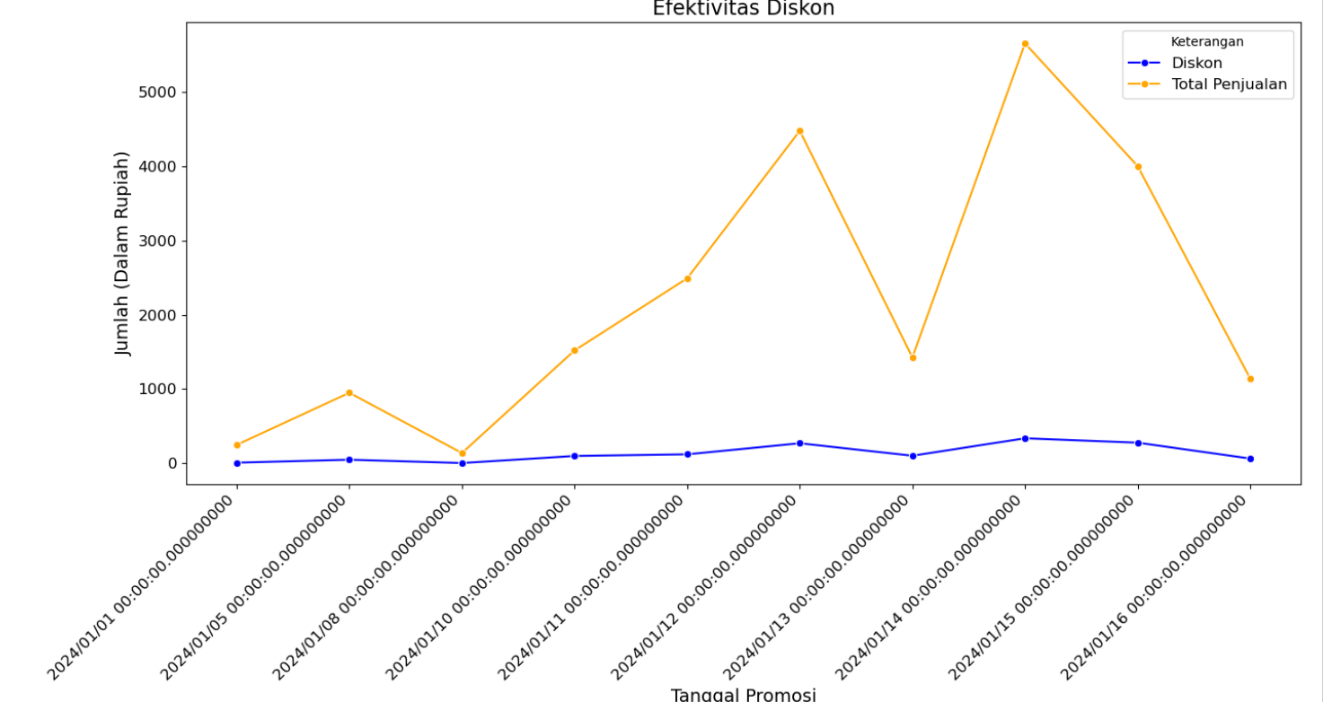 Efektivitas Diskon
Keterangan
Diskon
Total Penjualan
Jumlah (Dalam Rupiah)
5000
4000
3000
2000
1000
0
2024/01/01 00:00:00.000000000
2024/01/05 00:00:00.000000000
2024/01/08 00:00:00.000000000
2024/01/10 00:00:00.000000000
2024/01/11 00:00:00.000000000
2024/01/12 00:00:00.000000000
2024/01/13 00:00:00.000000000
2024/01/14 00:00:00.000000000
2024/01/15 00:00:00.000000000
2024/01/16 00:00:00.000000000
Tanggal Promosi